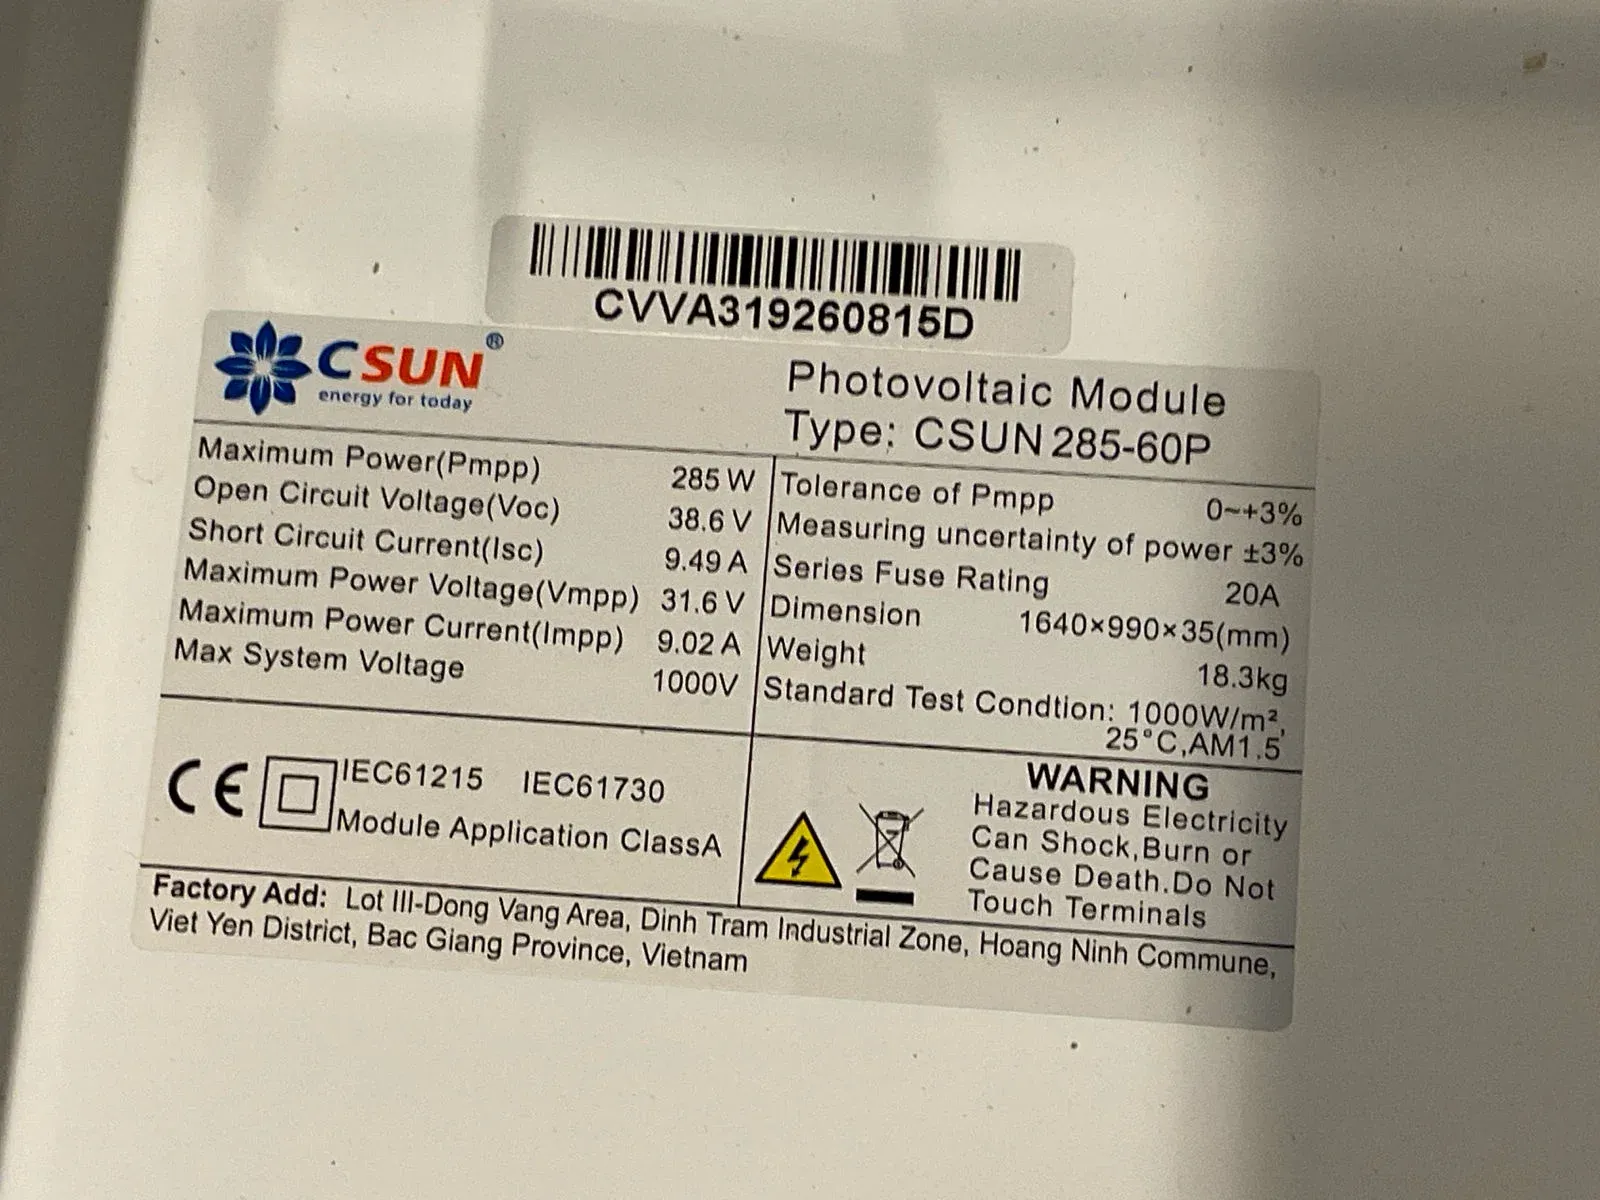 CVVA319260815D
CSUN®
energy for today
Photovoltaic Module
Type: CSUN 285-60P
Maximum Power(Pmpp) 285 W
Open Circuit Voltage(Voc) 38.6 V
Short Circuit Current(Isc) 9.49 A
Maximum Power Voltage(Vmpp) 31.6 V
Maximum Power Current(Impp) 9.02 A
Max System Voltage 1000V
Tolerance of Pmpp 0~+3%
Measuring uncertainty of power ±3%
Series Fuse Rating 20A
Dimension 1640×990×35(mm)
Weight 18.3kg
Standard Test Condtion: 1000W/m²,
25°C,AM1.5
CE
IEC61215 IEC61730
Module Application ClassA
WARNING
Hazardous Electricity
Can Shock,Burn or
Cause Death.Do Not
Touch Terminals
Factory Add: Lot III-Dong Vang Area, Dinh Tram Industrial Zone, Hoang Ninh Commune,
Viet Yen District, Bac Giang Province, Vietnam